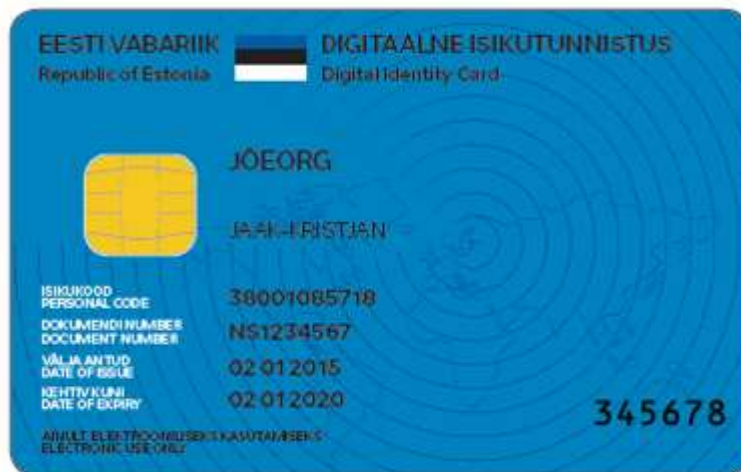 EESTI VABARIIK DIGITAALNE ISIKUTUNNISTUS
Republic of Estonia Digital Identity Card
JÕEORG
JAAK-KRISTJAN
ISIKUKOOD
PERSONAL CODE 38001085718
DOKUMENDI NUMBER
DOCUMENT NUMBER NS1234567
VÄLJA ANTUD
DATE OF ISSUE 02 01 2015
KEHTIV KUNI
DATE OF EXPIRY 02 01 2020
345678
AINULT ELEKTROONILISEKS KASUTAMISEKS
ELECTRONIC USE ONLY